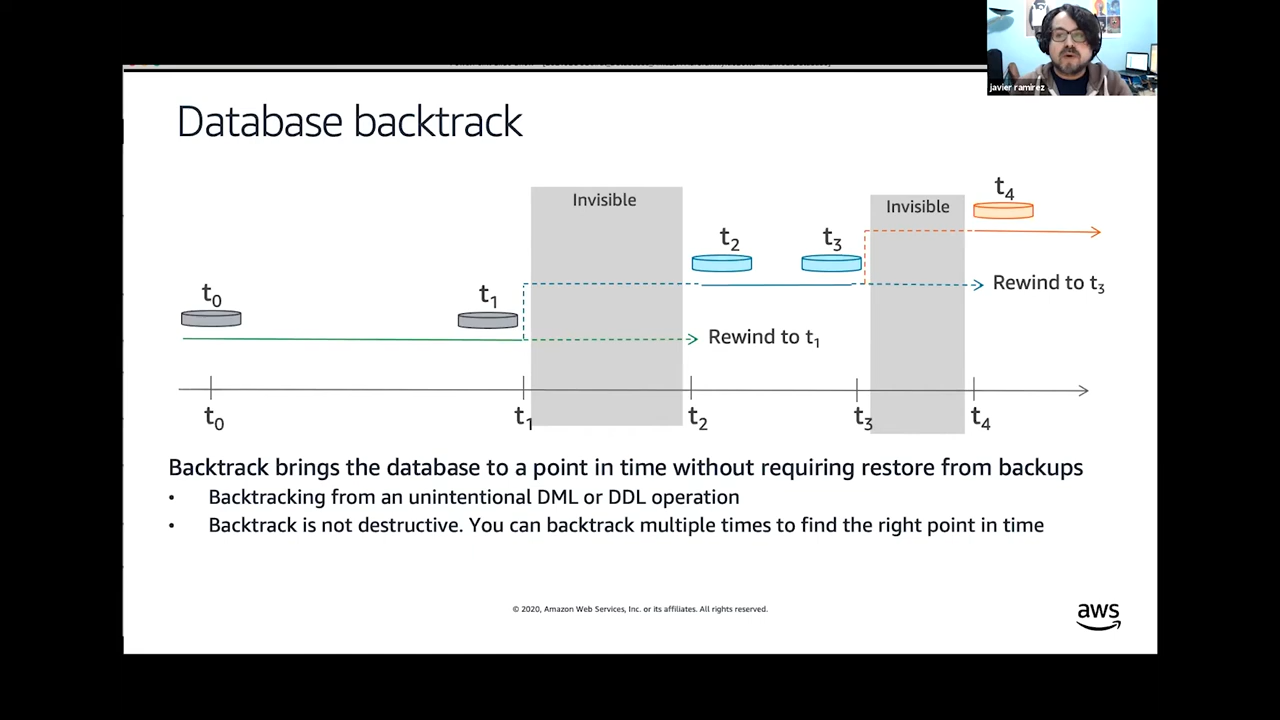 javier ramirez
Database backtrack
Invisible
Invisible
t4
t2
t3
t0
t1
Rewind to t3
Rewind to t1
t0
t1
t2
t3
t4
Backtrack brings the database to a point in time without requiring restore from backups
• Backtracking from an unintentional DML or DDL operation
• Backtrack is not destructive. You can backtrack multiple times to find the right point in time
© 2020, Amazon Web Services, Inc. or its affiliates. All rights reserved.
aws